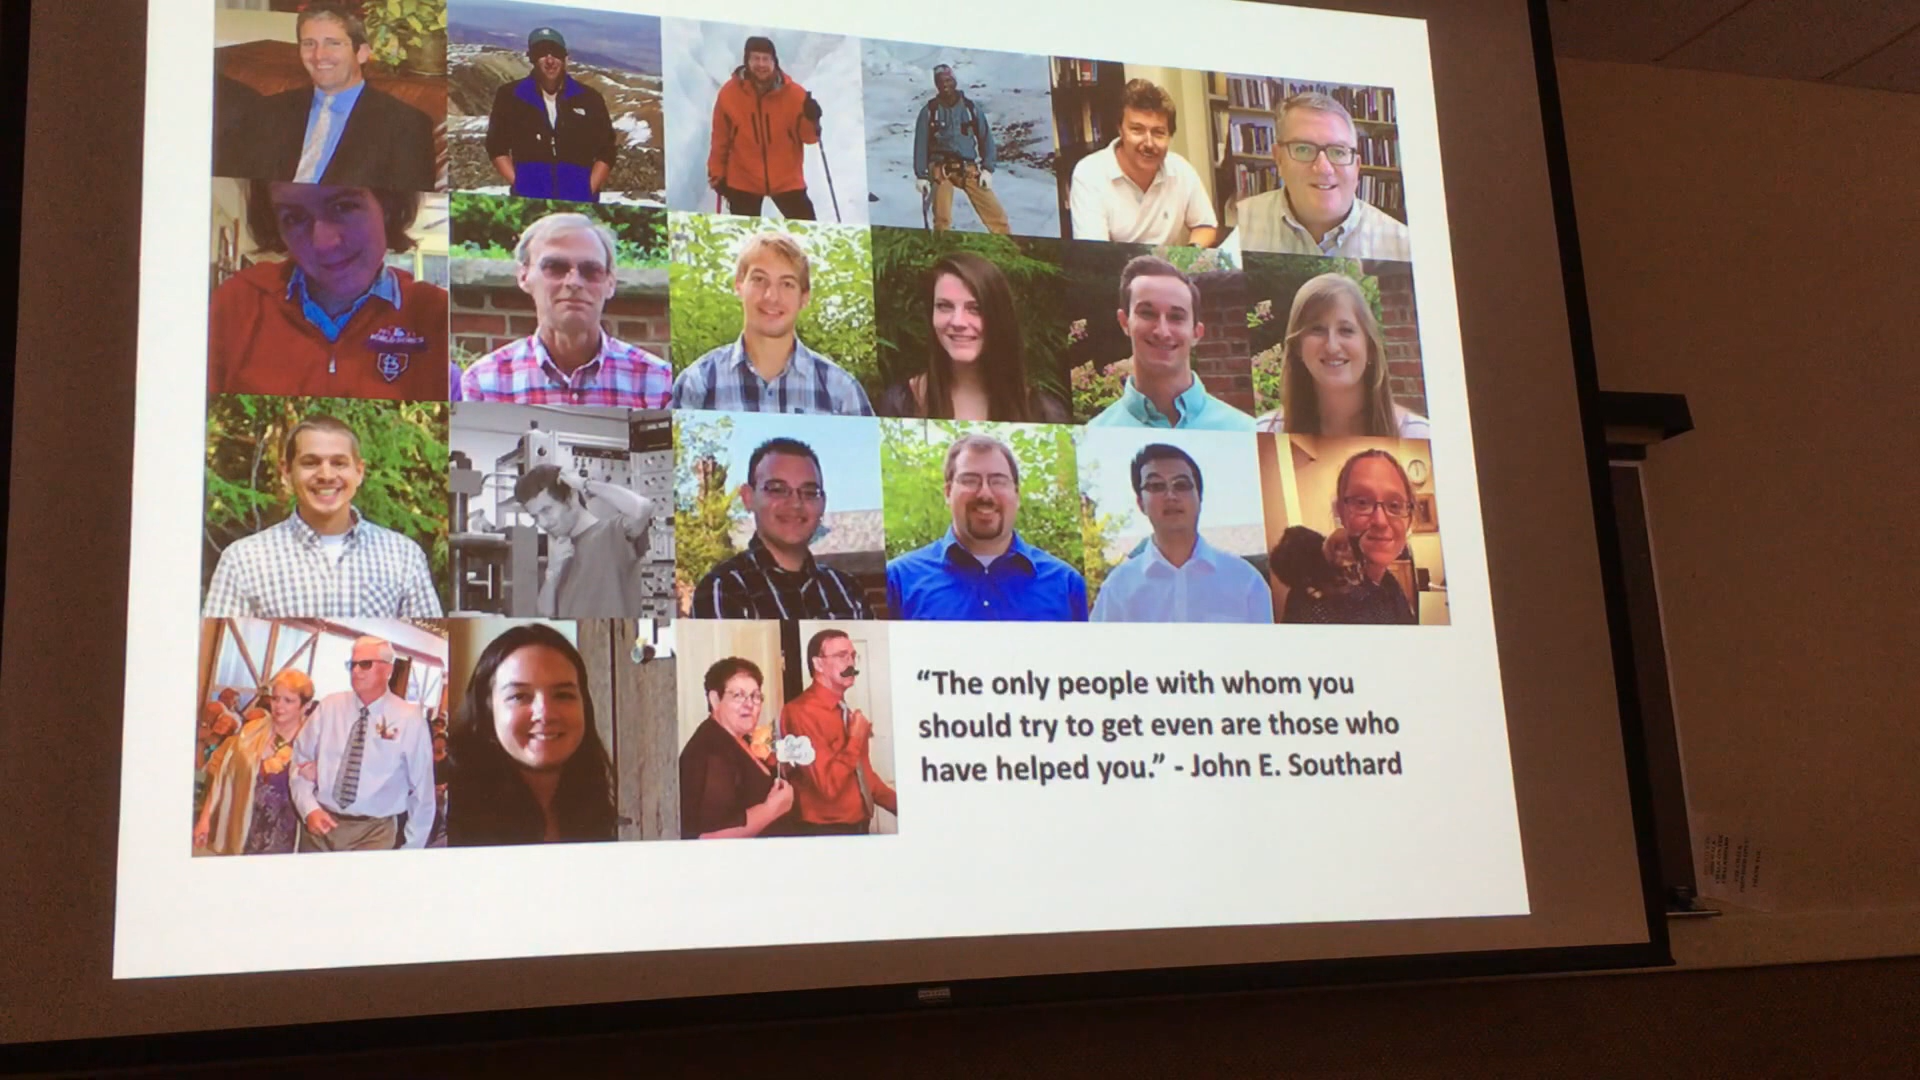 “The only people with whom you
should try to get even are those who
have helped you.” - John E. Southard